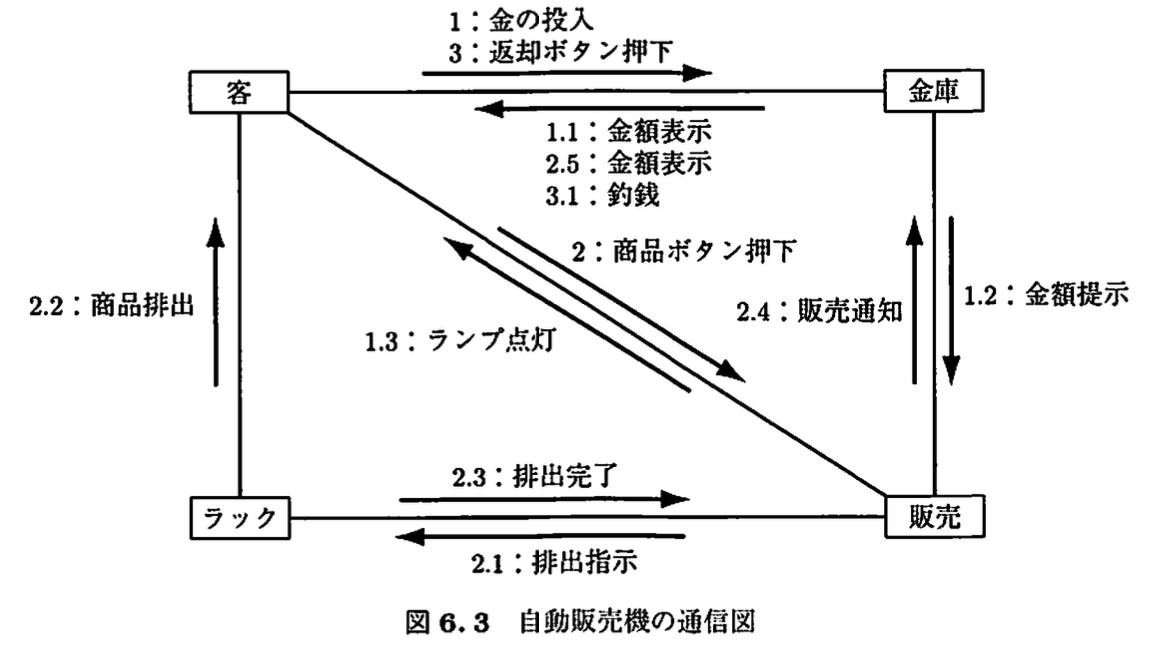 1：金の投入
3：返却ボタン押下
客
金庫
1.1：金額表示
2.5：金額表示
3.1：釣銭
2：商品ボタン押下
2.2：商品排出
2.4：販売通知
1.2：金額提示
1.3：ランプ点灯
2.3：排出完了
ラック
販売
2.1：排出指示
図 6.3　自動販売機の通信図